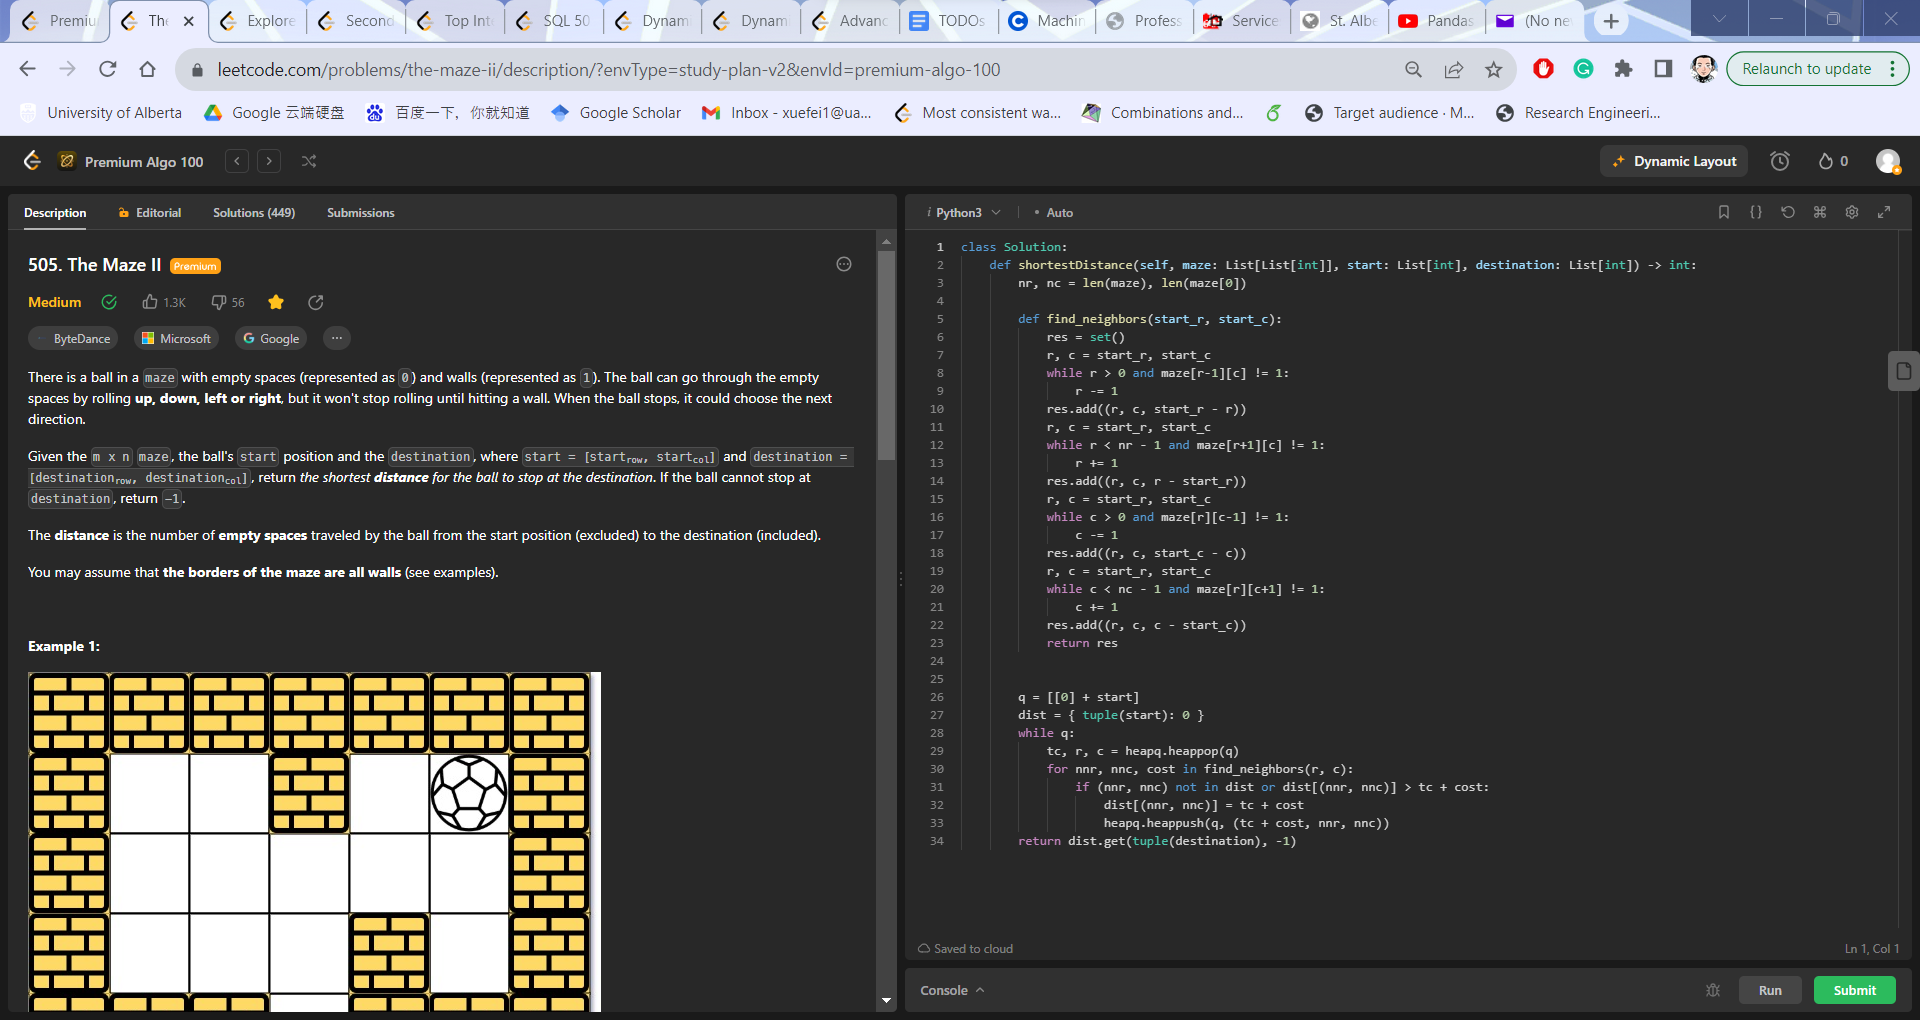 Premiu
The
Explore
Second
Top Inte
SQL 50
Dynam
Dynam
Advanc
TODOs
Machin
Profess
Service
St. Albe
Pandas
(No ne
leetcode.com/problems/the-maze-ii/description/?envType=study-plan-v2&envId=premium-algo-100
Relaunch to update
University of Alberta
Google 云端硬盘
百度一下，你就知道
Google Scholar
Inbox - xuefei1@ua...
Most consistent wa...
Combinations and...
Target audience · M...
Research Engineeri...
Premium Algo 100
Dynamic Layout
0
Description
Editorial
Solutions (449)
Submissions
505. The Maze II Premium
Medium 1.3K 56
ByteDance Microsoft Google ...
There is a ball in a maze with empty spaces (represented as 0) and walls (represented as 1). The ball can go through the empty
spaces by rolling up, down, left or right, but it won't stop rolling until hitting a wall. When the ball stops, it could choose the next
direction.
Given the m x n maze, the ball's start position and the destination, where start = [startrow, startcol] and destination =
[destinationrow, destinationcol], return the shortest distance for the ball to stop at the destination. If the ball cannot stop at
destination, return -1.
The distance is the number of empty spaces traveled by the ball from the start position (excluded) to the destination (included).
You may assume that the borders of the maze are all walls (see examples).
Example 1:
i Python3 • Auto
1 class Solution:
2 def shortestDistance(self, maze: List[List[int]], start: List[int], destination: List[int]) -> int:
3 nr, nc = len(maze), len(maze[0])
4
5 def find_neighbors(start_r, start_c):
6 res = set()
7 r, c = start_r, start_c
8 while r > 0 and maze[r-1][c] != 1:
9 r -= 1
10 res.add((r, c, start_r - r))
11 r, c = start_r, start_c
12 while r < nr - 1 and maze[r+1][c] != 1:
13 r += 1
14 res.add((r, c, r - start_r))
15 r, c = start_r, start_c
16 while c > 0 and maze[r][c-1] != 1:
17 c -= 1
18 res.add((r, c, start_c - c))
19 r, c = start_r, start_c
20 while c < nc - 1 and maze[r][c+1] != 1:
21 c += 1
22 res.add((r, c, c - start_c))
23 return res
24
25
26 q = [[0] + start]
27 dist = { tuple(start): 0 }
28 while q:
29 tc, r, c = heapq.heappop(q)
30 for nnr, nnc, cost in find_neighbors(r, c):
31 if (nnr, nnc) not in dist or dist[(nnr, nnc)] > tc + cost:
32 dist[(nnr, nnc)] = tc + cost
33 heapq.heappush(q, (tc + cost, nnr, nnc))
34 return dist.get(tuple(destination), -1)
Saved to cloud
Ln 1, Col 1
Console
Run
Submit